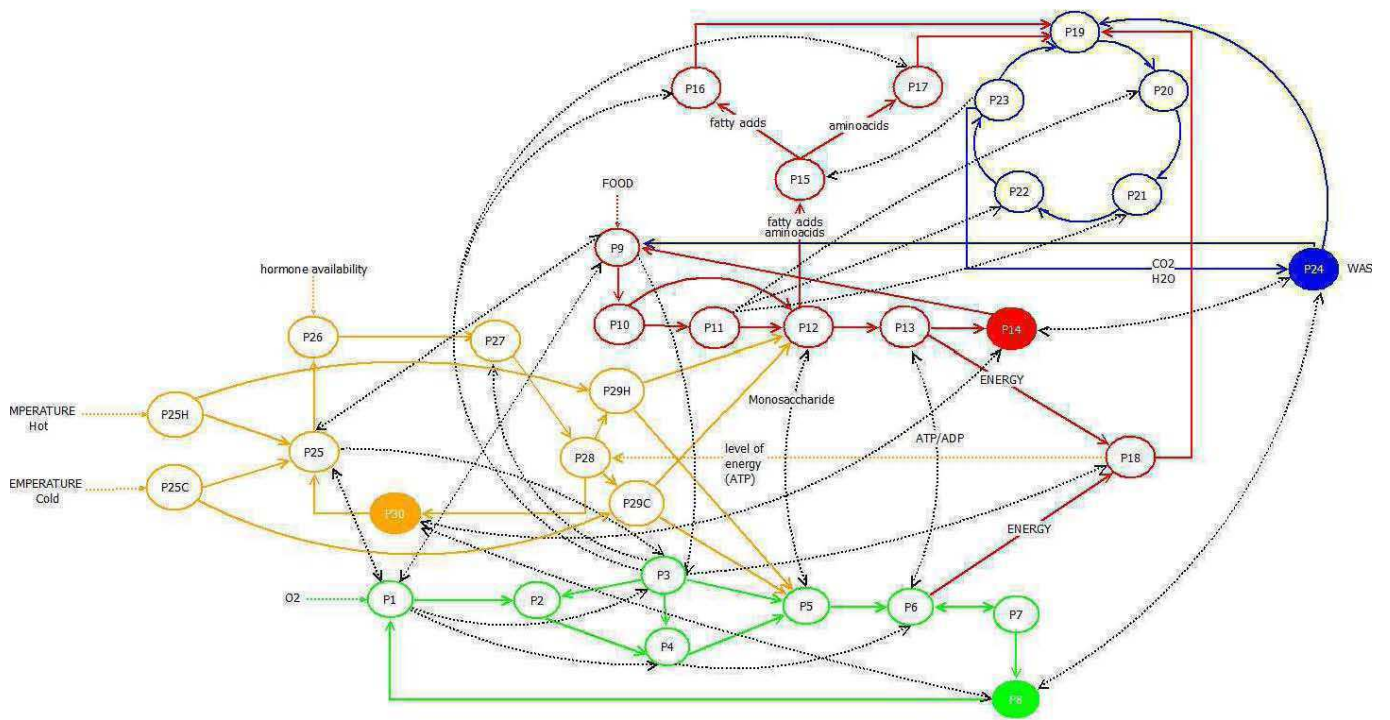 P19
P16
P17
P23
P20
fatty acids
aminoacids
P15
P22
P21
FOOD
fatty acids
aminoacids
P9
hormone availability
CO2
H2O
P24
WAS
P10
P11
P12
P13
P14
P26
P27
ENERGY
P29H
Monosaccharide
MPERATURE
Hot
P25H
ATP/ADP
P25
P28
level of
energy
(ATP)
P18
EMPERATURE
Cold
P25C
P29C
P30
ENERGY
P3
O2
P1
P2
P5
P6
P7
P4
P8